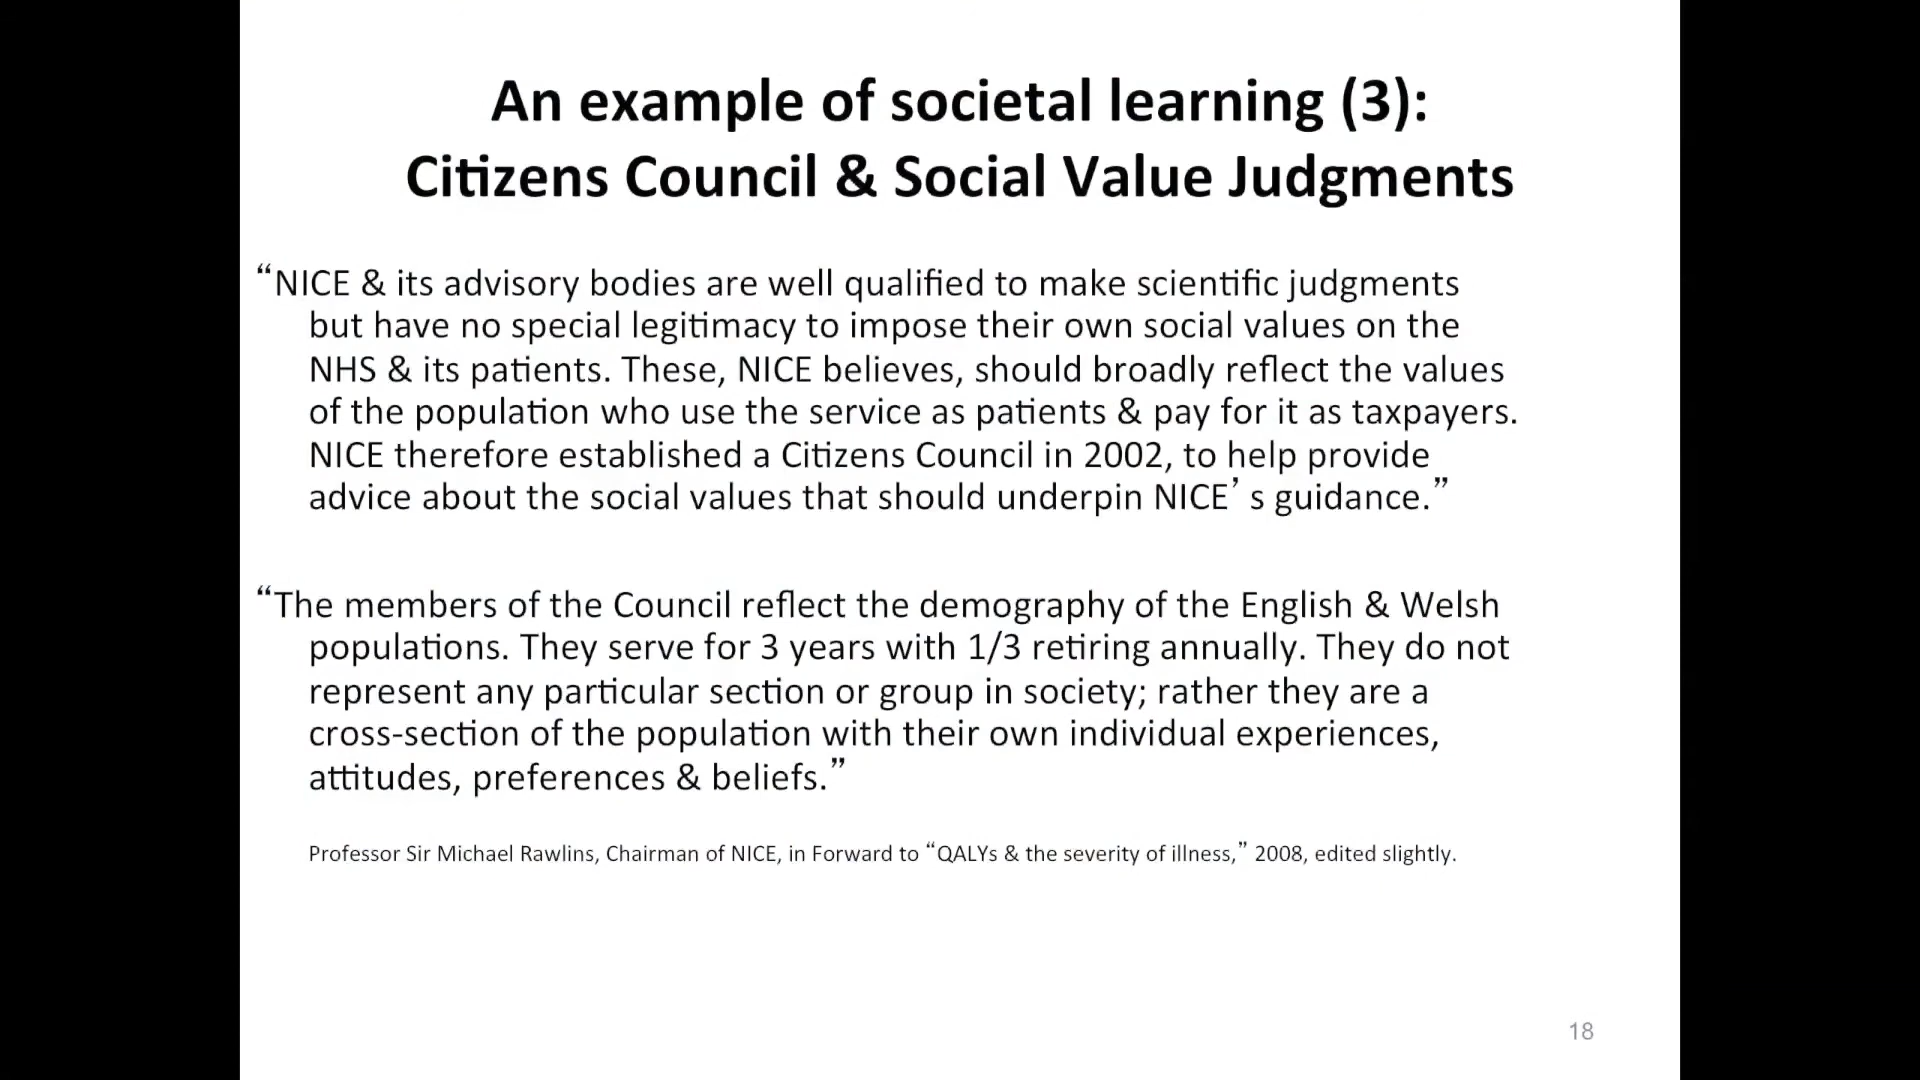 An example of societal learning (3):
Citizens Council & Social Value Judgments
“NICE & its advisory bodies are well qualified to make scientific judgments
but have no special legitimacy to impose their own social values on the
NHS & its patients. These, NICE believes, should broadly reflect the values
of the population who use the service as patients & pay for it as taxpayers.
NICE therefore established a Citizens Council in 2002, to help provide
advice about the social values that should underpin NICE’s guidance.”
“The members of the Council reflect the demography of the English & Welsh
populations. They serve for 3 years with 1/3 retiring annually. They do not
represent any particular section or group in society; rather they are a
cross-section of the population with their own individual experiences,
attitudes, preferences & beliefs.”
Professor Sir Michael Rawlins, Chairman of NICE, in Forward to “QALYs & the severity of illness,” 2008, edited slightly.
18